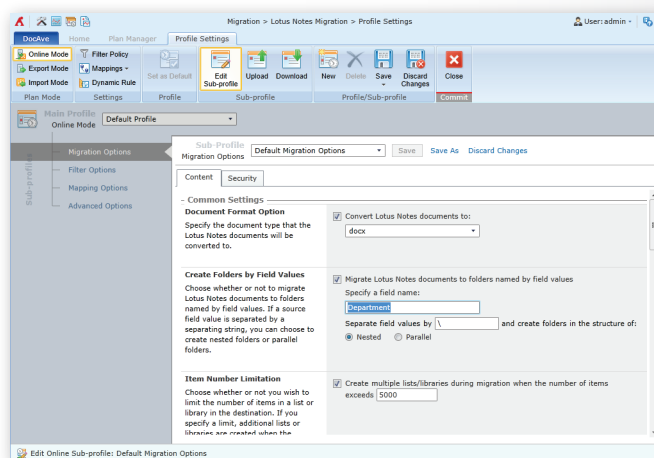 Migration > Lotus Notes Migration > Profile Settings
User: admin
DocAve Home Plan Manager Profile Settings
Online Mode
Export Mode
Import Mode
Plan Mode
Filter Policy
Mappings
Dynamic Rule
Settings
Set as Default
Profile
Edit Sub-profile
Upload
Download
Sub-profile
New
Delete
Save
Discard Changes
Profile/Sub-profile
Close
Commit
Main Profile
Online Mode
Default Profile
Sub-profiles
Migration Options
Filter Options
Mapping Options
Advanced Options
Sub-Profile
Migration Options
Default Migration Options
Save
Save As
Discard Changes
Content Security
- Common Settings
Document Format Option
Specify the document type that the
Lotus Notes documents will be
converted to.
Convert Lotus Notes documents to:
docx
Create Folders by Field Values
Choose whether or not to migrate
Lotus Notes documents to folders
named by field values. If a source
field value is separated by a
separating string, you can choose to
create nested folders or parallel
folders.
Migrate Lotus Notes documents to folders named by field values
Specify a field name:
Department
Separate field values by \ and create folders in the structure of:
Nested Parallel
Item Number Limitation
Choose whether or not you wish to
limit the number of items in a list or
library in the destination. If you
specify a limit, additional lists or
libraries are created when the
Create multiple lists/libraries during migration when the number of items
exceeds 5000
Edit Online Sub-profile: Default Migration Options